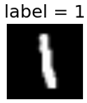 label = 1
1